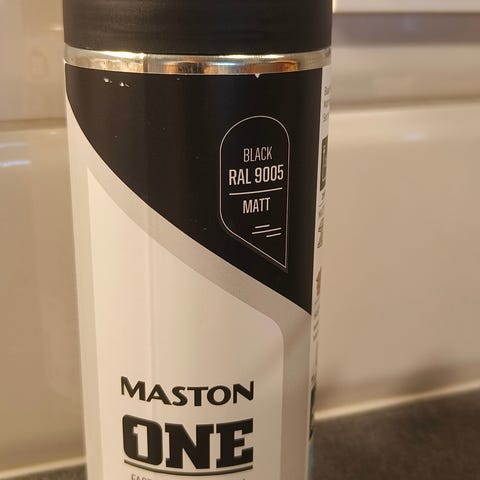 BLACK
RAL 9005
MATT
MASTON
ONE